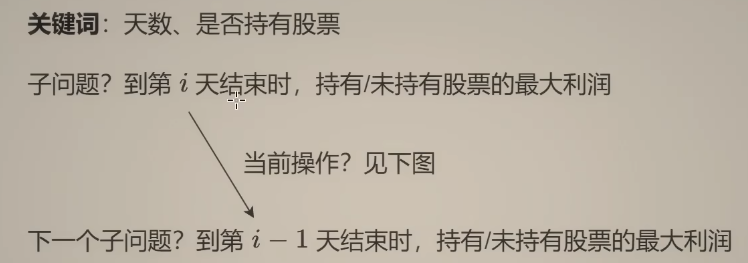 关键词：天数、是否持有股票
子问题？到第 i 天结束时，持有/未持有股票的最大利润
当前操作？见下图
下一个子问题？到第 i − 1 天结束时，持有/未持有股票的最大利润